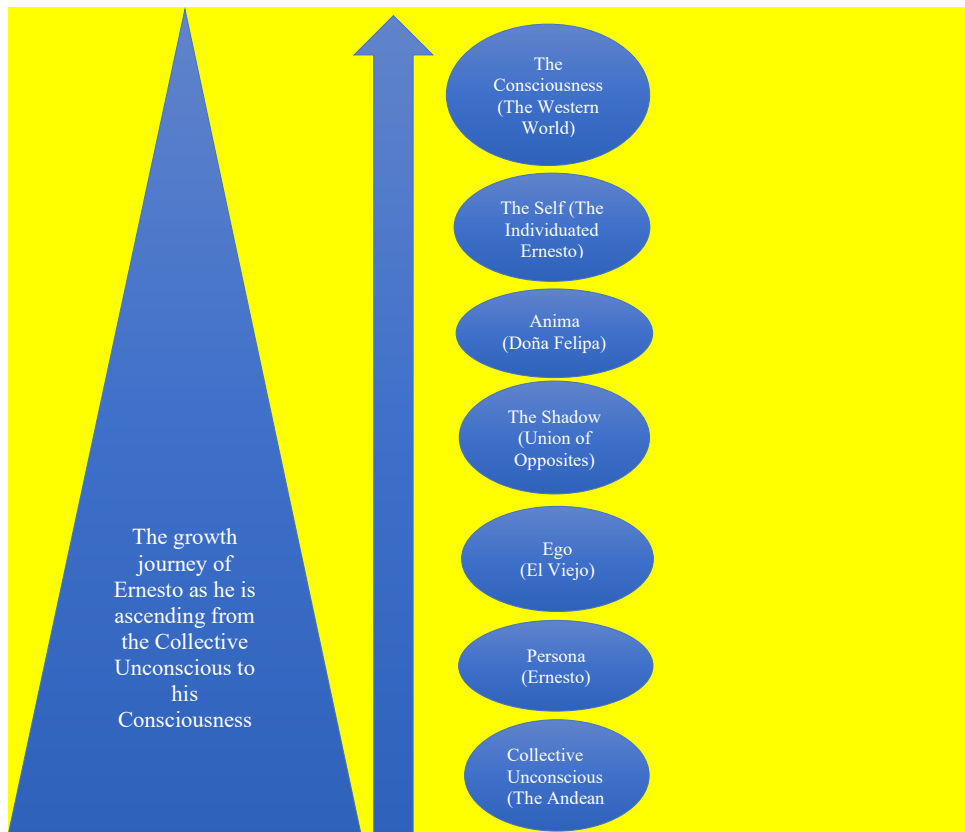 The growth
journey of
Ernesto as he is
ascending from
the Collective
Unconscious to
his
Consciousness
The
Consciousness
(The Western
World)
The Self (The
Individuated
Ernesto)
Anima
(Doña Felipa)
The Shadow
(Union of
Opposites)
Ego
(El Viejo)
Persona
(Ernesto)
Collective
Unconscious
(The Andean